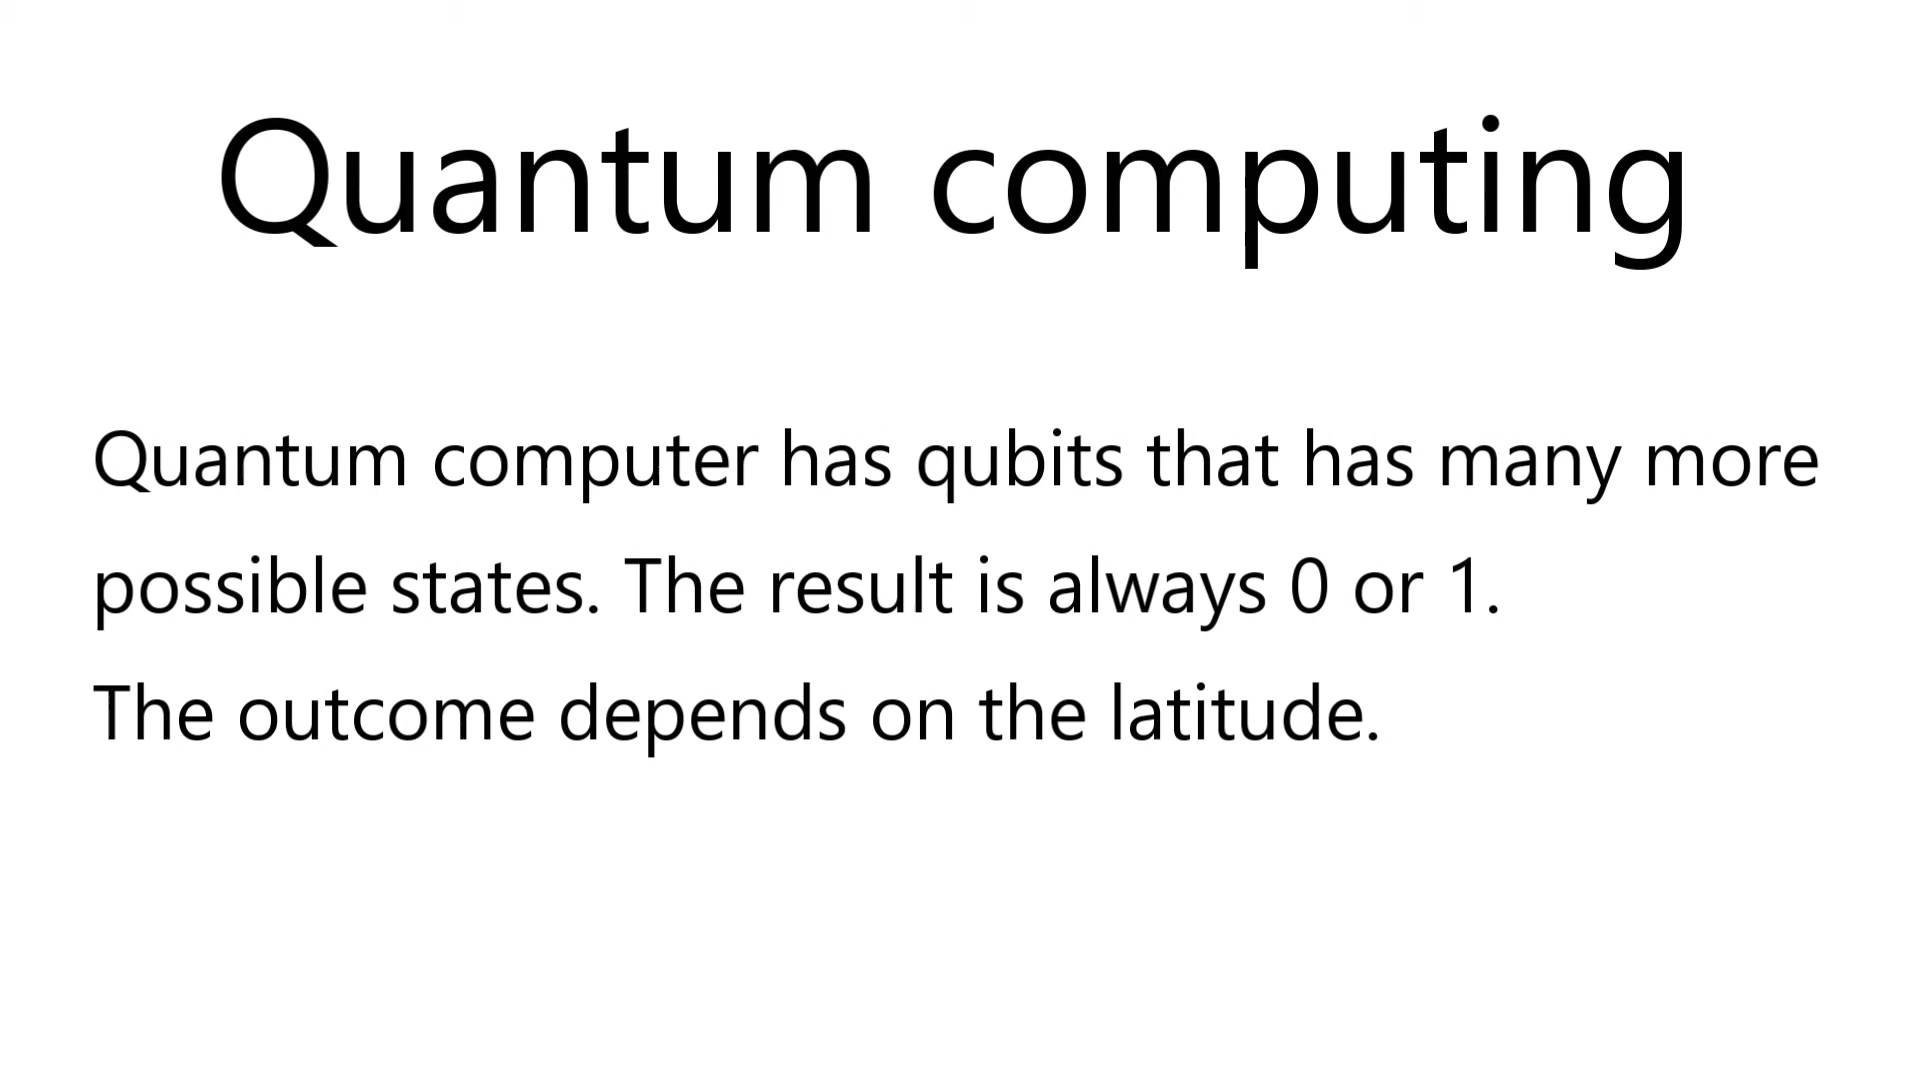 Quantum computing
Quantum computer has qubits that has many more
possible states. The result is always 0 or 1.
The outcome depends on the latitude.